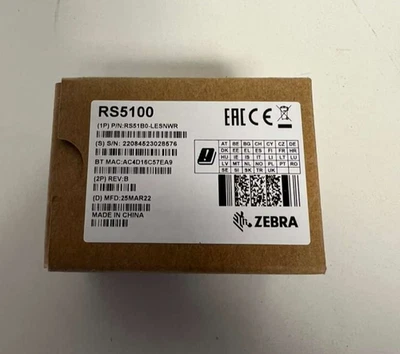 RS5100
(1P) P/N:RS51B0-LESNWR
(S) S/N: 22084523028576
BT MAC:AC4D16C57EA9
(2P) REV:B
(D) MFD:25MAR22
MADE IN CHINA
EAC CE
AT BE BG CH CY CZ DE
DK EE EL ES FI FR HR
HU IE IS IT LI LT LU
LV MT NL NO PL PT RO
SE SI SK TR UK
ZEBRA